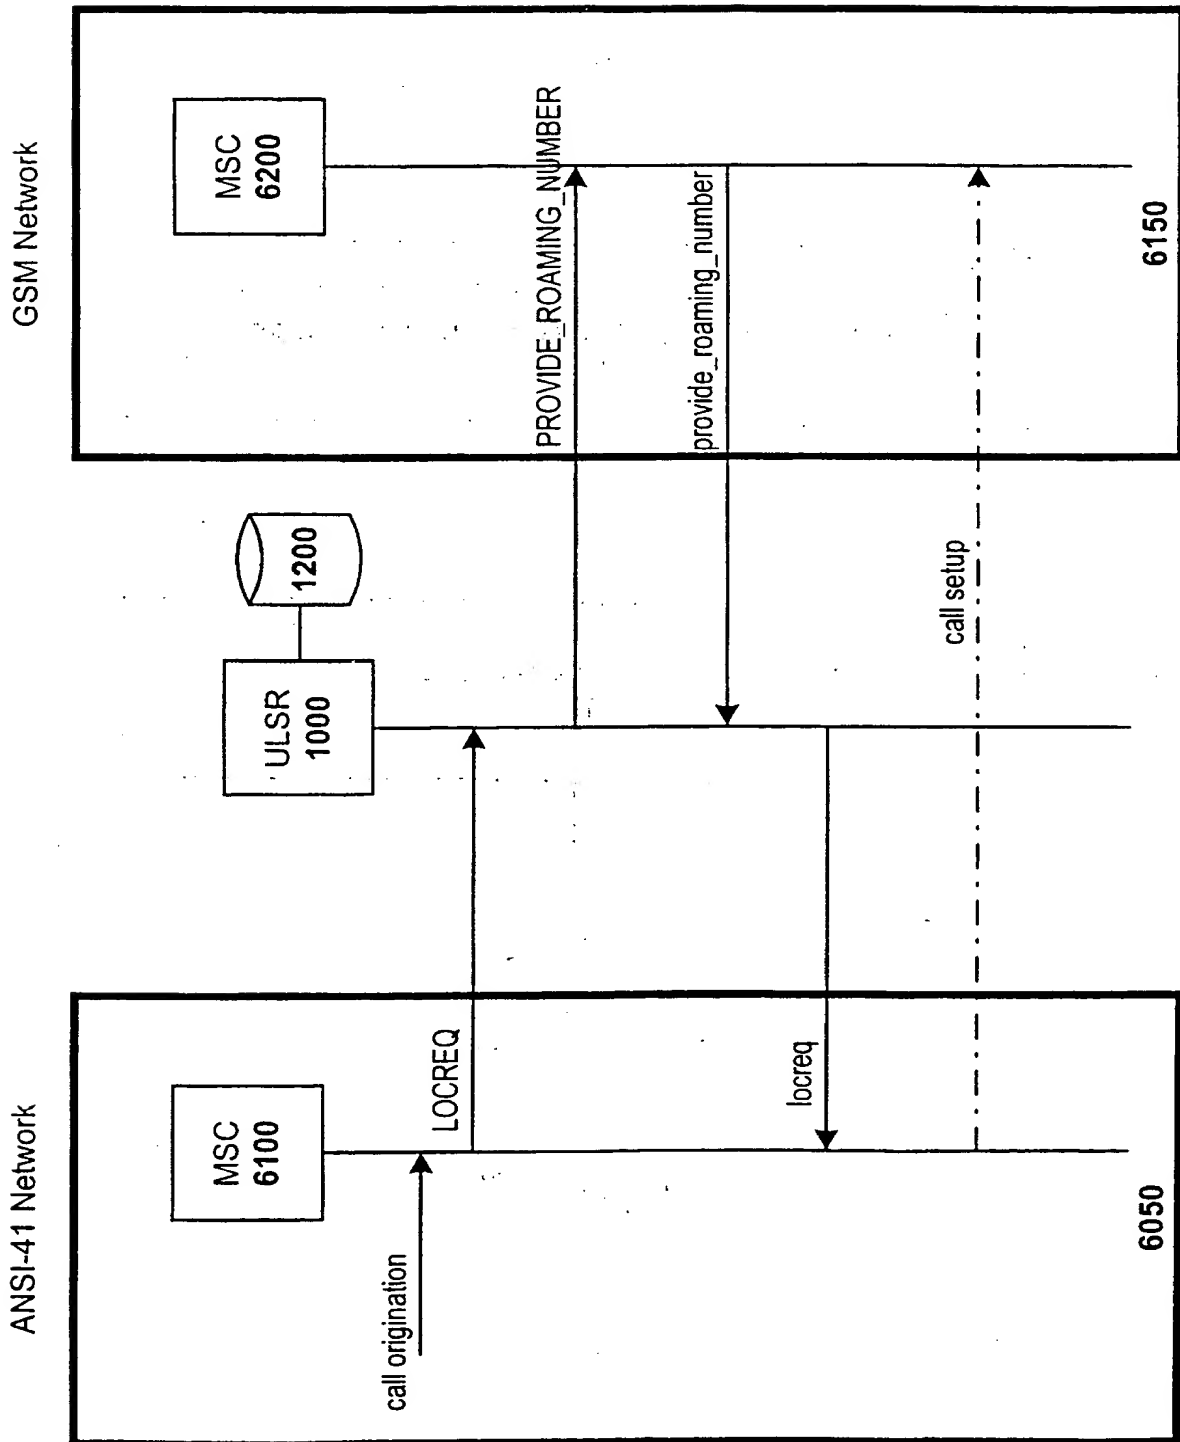 ANSI-41 Network
GSM Network
MSC
6100
ULSR
1000
1200
MSC
6200
call origination
LOCREQ
PROVIDE_ROAMING_NUMBER
provide_roaming_number
locreq
call setup
6050
6150